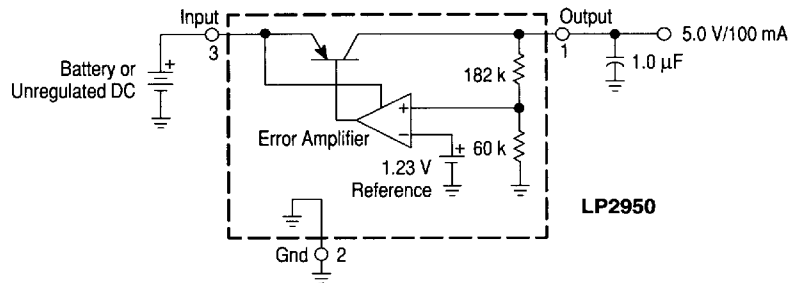 Input
3
Output
1
5.0 V/100 mA
1.0 µF
Battery or
Unregulated DC
+
182 k
+
Error Amplifier
−
+
60 k
1.23 V
Reference
LP2950
Gnd 2